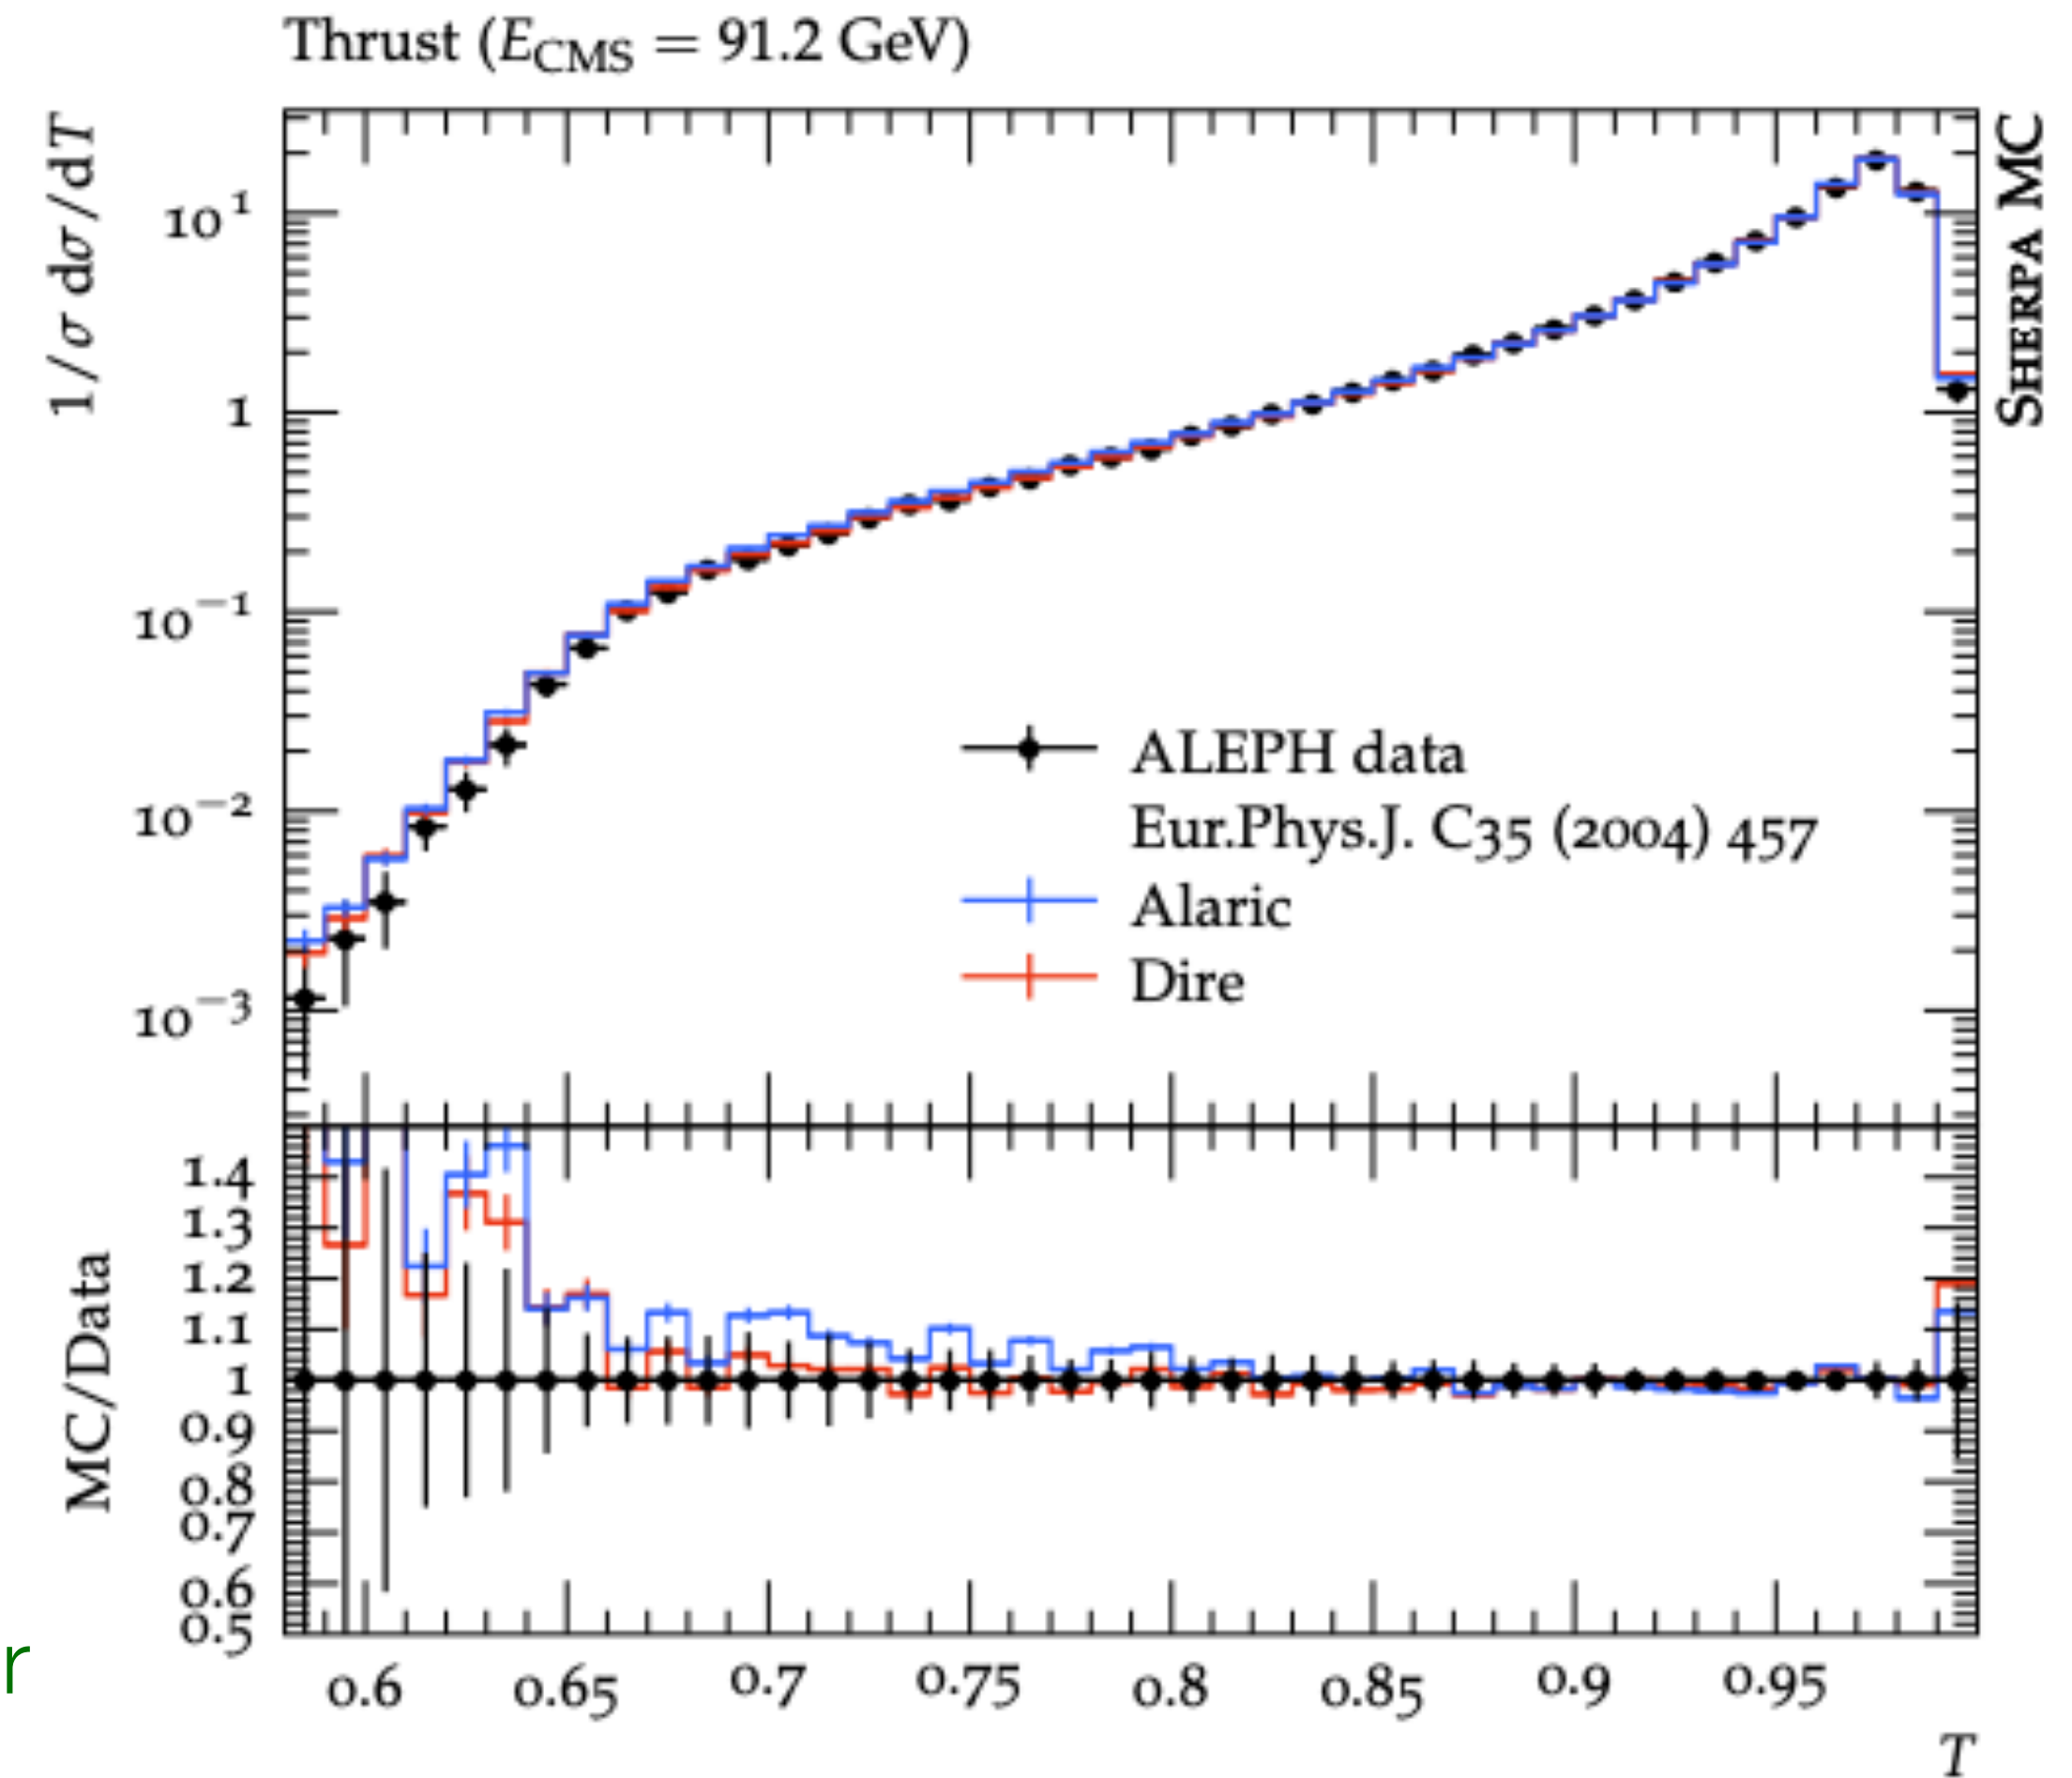 Thrust (E_CMS = 91.2 GeV)
1/σ dσ/dT
SHERPA MC
10^1
1
10^−1
10^−2
10^−3
ALEPH data
Eur.Phys.J. C35 (2004) 457
Alaric
Dire
MC/Data
1.4
1.3
1.2
1.1
1
0.9
0.8
0.7
0.6
0.5
r
0.6 0.65 0.7 0.75 0.8 0.85 0.9 0.95
T